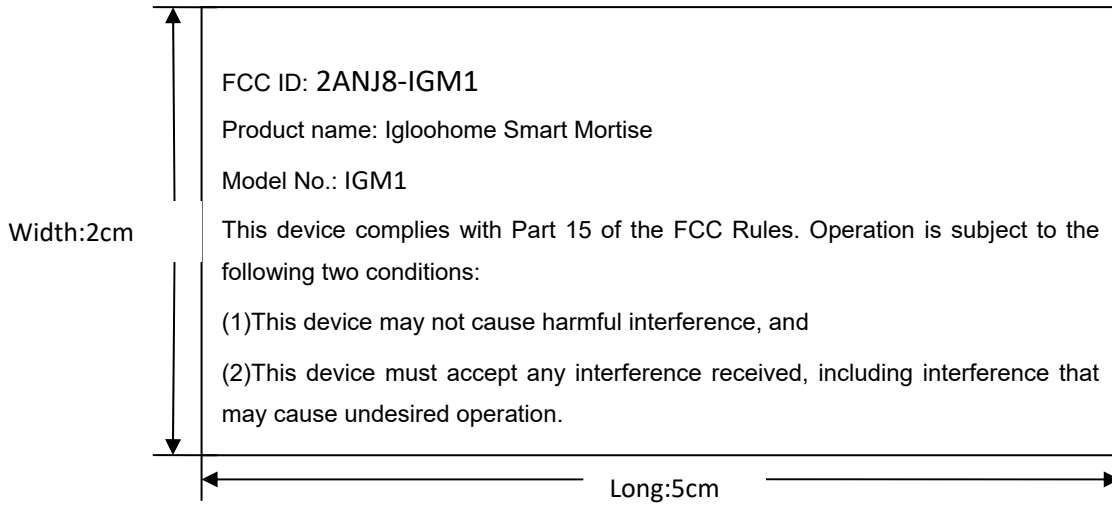 FCC ID: 2ANJ8-IGM1
Product name: Igloohome Smart Mortise
Model No.: IGM1
Width:2cm
This device complies with Part 15 of the FCC Rules. Operation is subject to the
following two conditions:
(1)This device may not cause harmful interference, and
(2)This device must accept any interference received, including interference that
may cause undesired operation.
Long:5cm